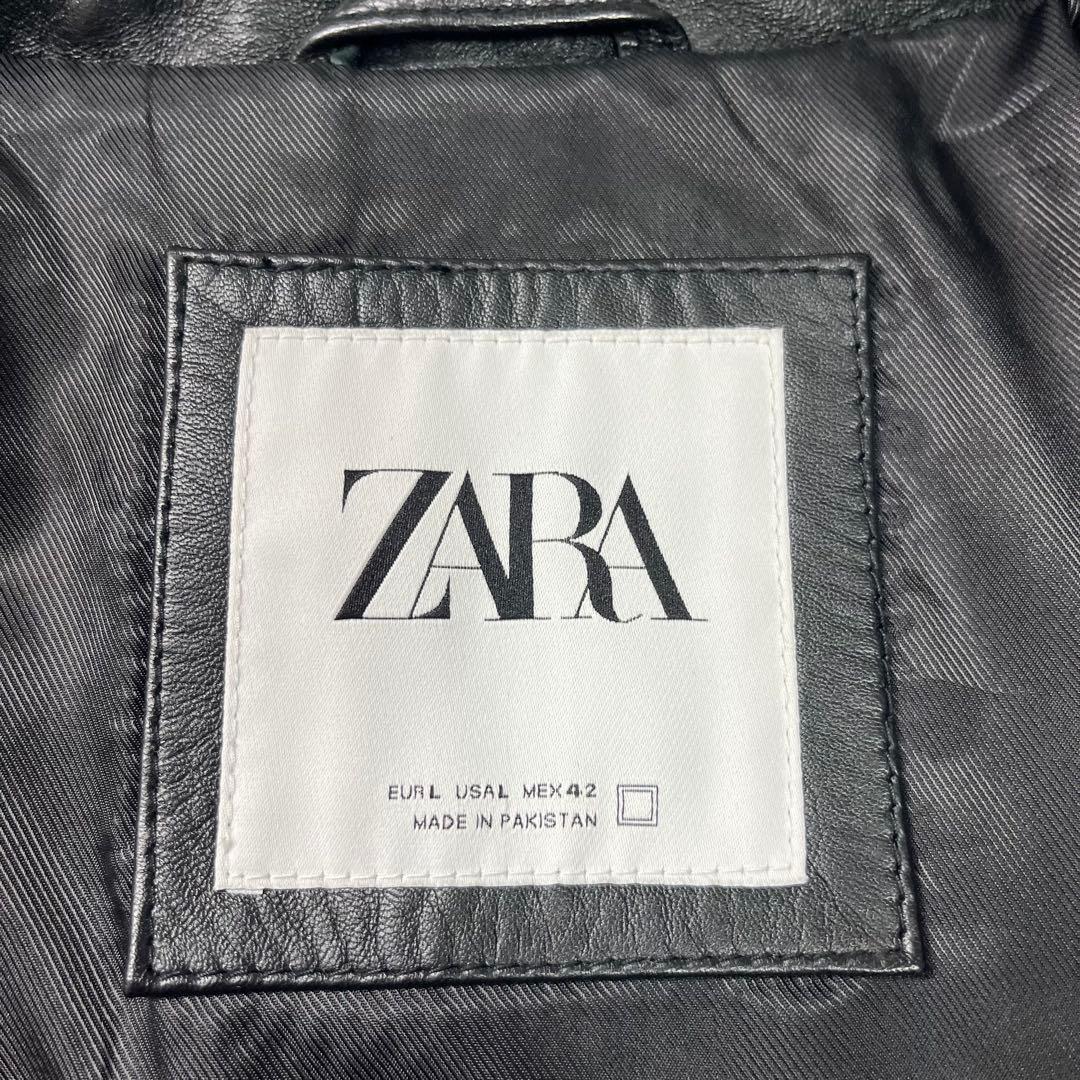 ZARA
EUR L USA L MEX 42
MADE IN PAKISTAN